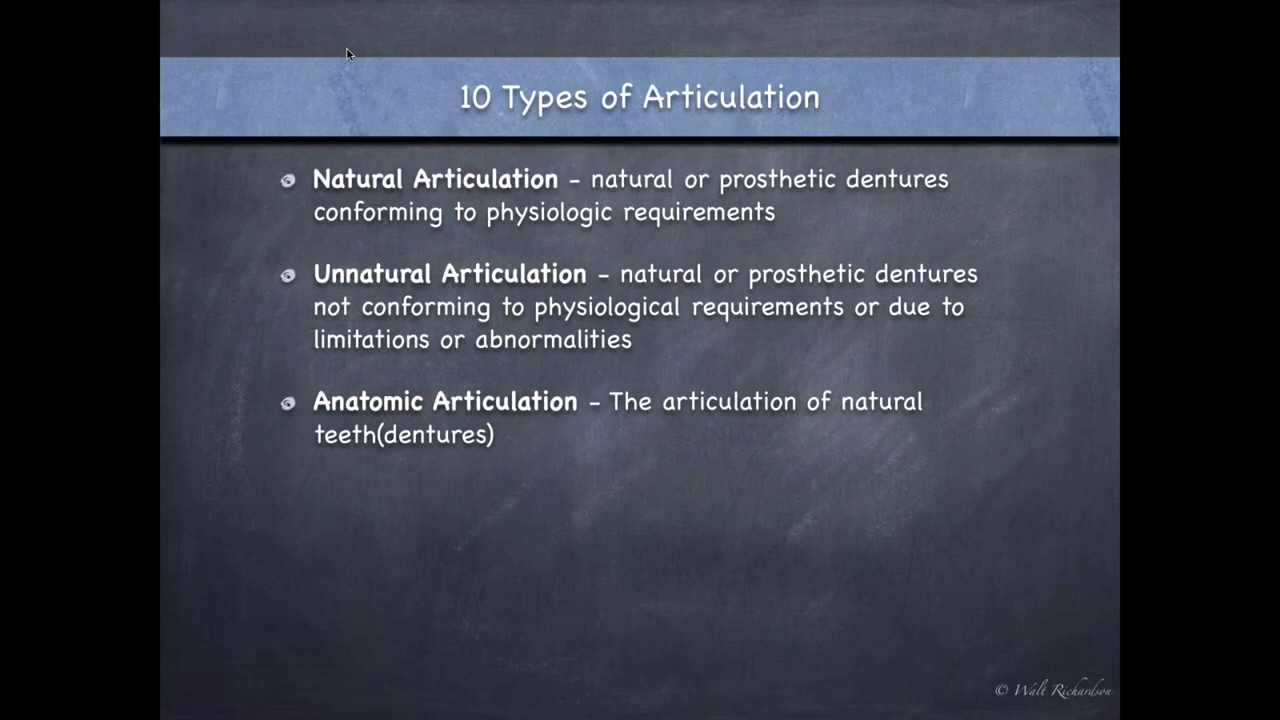 10 Types of Articulation
Natural Articulation - natural or prosthetic dentures
conforming to physiologic requirements
Unnatural Articulation - natural or prosthetic dentures
not conforming to physiological requirements or due to
limitations or abnormalities
Anatomic Articulation - The articulation of natural
teeth(dentures)
© Walt Richardson